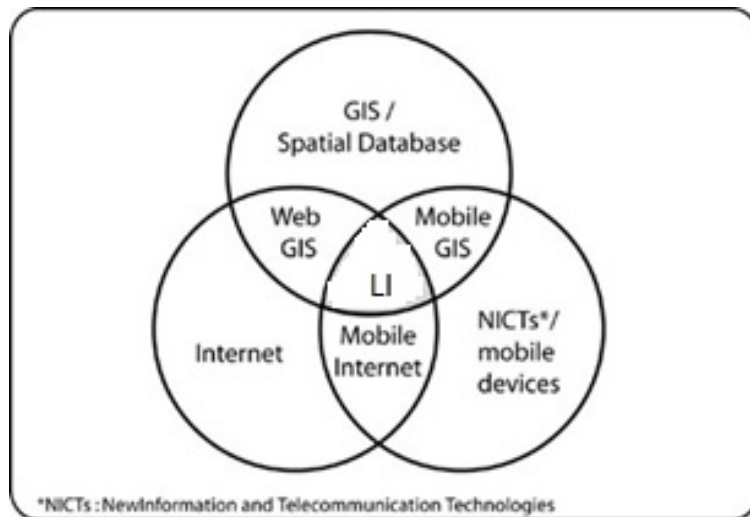 GIS /
Spatial Database
Web
GIS
Mobile
GIS
LI
Internet
Mobile
Internet
NICTs*/
mobile
devices
*NICTs : NewInformation and Telecommunication Technologies